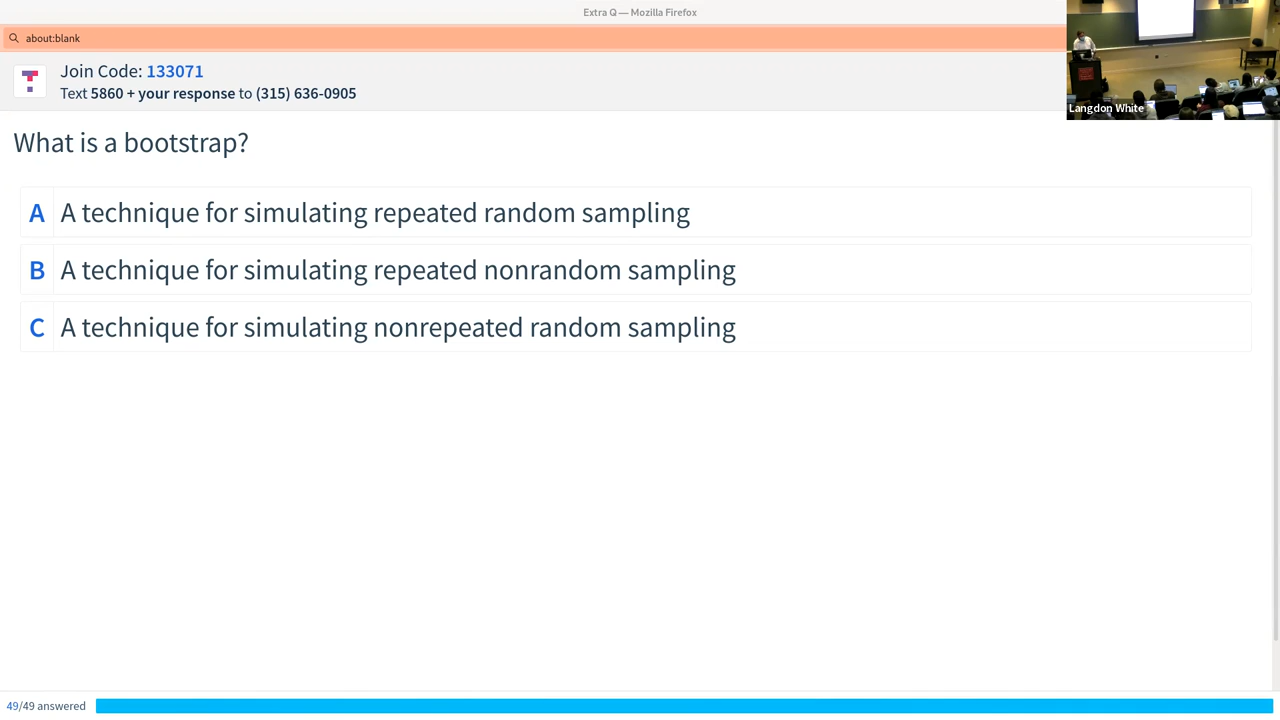 Extra Q — Mozilla Firefox
about:blank
Join Code: 133071
Text 5860 + your response to (315) 636-0905
Langdon White
What is a bootstrap?
A A technique for simulating repeated random sampling
B A technique for simulating repeated nonrandom sampling
C A technique for simulating nonrepeated random sampling
49/49 answered